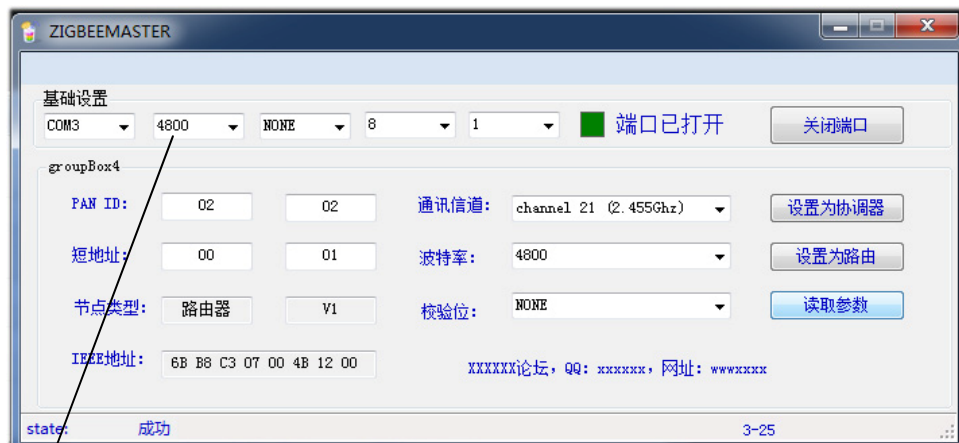 ZIGBEEMASTER
基础设置
COM3 4800 NONE 8 1 端口已打开 关闭端口
groupBox4
PAN ID: 02 02 通讯信道: channel 21 (2.455Ghz) 设置为协调器
短地址: 00 01 波特率: 4800 设置为路由
节点类型: 路由器 V1 校验位: NONE 读取参数
IEEE地址: 6B B8 C3 07 00 4B 12 00 XXXXXX论坛，QQ: xxxxxx，网址: wwwxxxx
state: 成功 3-25